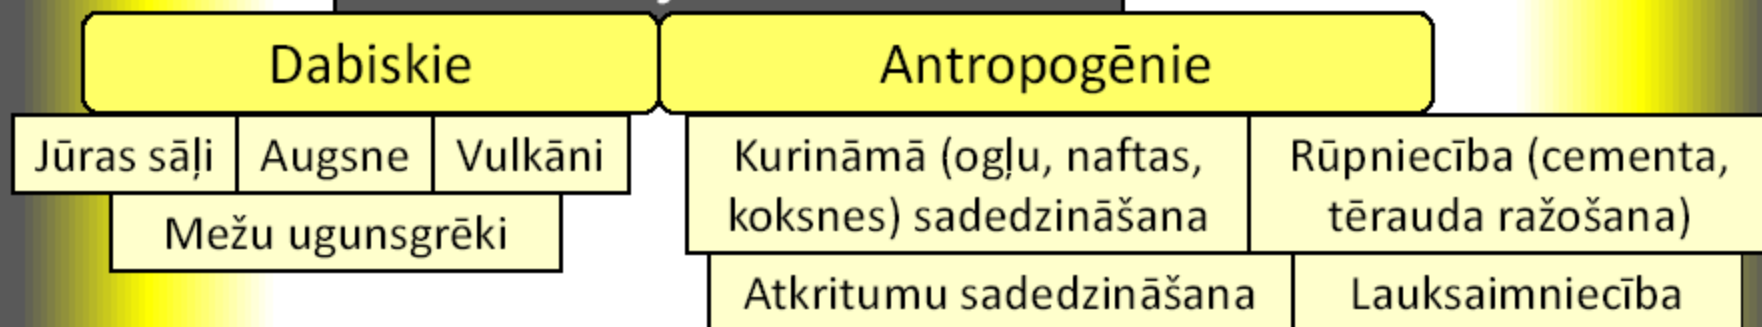 Dabiskie
Antropogēnie
Jūras sāļi
Augsne
Vulkāni
Mežu ugunsgrēki
Kurināmā (ogļu, naftas,
koksnes) sadedzināšana
Rūpniecība (cementa,
tērauda ražošana)
Atkritumu sadedzināšana
Lauksaimniecība